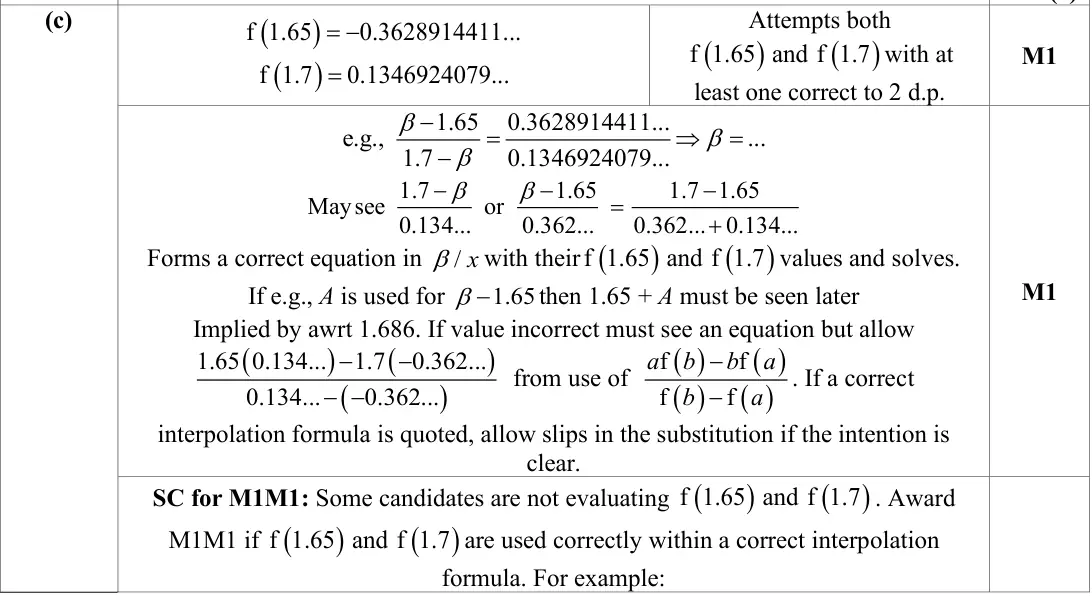 (c)
f (1.65) = −0.3628914411...
f (1.7) = 0.1346924079...
Attempts both
f (1.65) and f (1.7) with at
least one correct to 2 d.p.
M1
e.g., (β − 1.65)/(1.7 − β) = 0.3628914411.../0.1346924079... ⇒ β = ...
May see (1.7 − β)/0.134... or (β − 1.65)/0.362... = (1.7 − 1.65)/(0.362... + 0.134...)
Forms a correct equation in β / x with their f (1.65) and f (1.7) values and solves.
If e.g., A is used for β − 1.65 then 1.65 + A must be seen later
Implied by awrt 1.686. If value incorrect must see an equation but allow
(1.65(0.134...) − 1.7(−0.362...))/(0.134... − (−0.362...)) from use of (af (b) − bf (a))/(f (b) − f (a)). If a correct
interpolation formula is quoted, allow slips in the substitution if the intention is
clear.
M1
SC for M1M1: Some candidates are not evaluating f (1.65) and f (1.7). Award
M1M1 if f (1.65) and f (1.7) are used correctly within a correct interpolation
formula. For example: